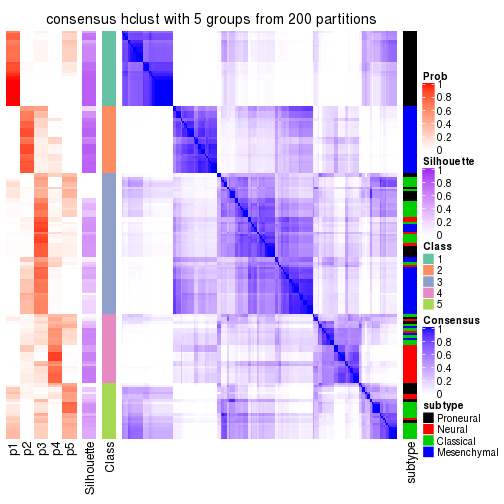 consensus hclust with 5 groups from 200 partitions
Prob
1
0.8
0.6
0.4
0.2
0
Silhouette
1
0.8
0.6
0.4
0.2
0
Class
1
2
3
4
5
Consensus
1
0.8
0.6
0.4
0.2
0
subtype
Proneural
Neural
Classical
Mesenchymal
p1
p2
p3
p4
p5
Silhouette
Class
subtype